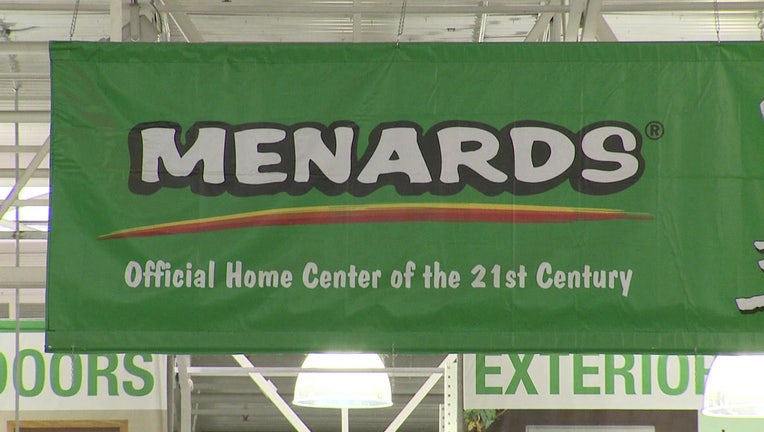 MENARDS®
Official Home Center of the 21st Century
DOORS
EXTERIOR